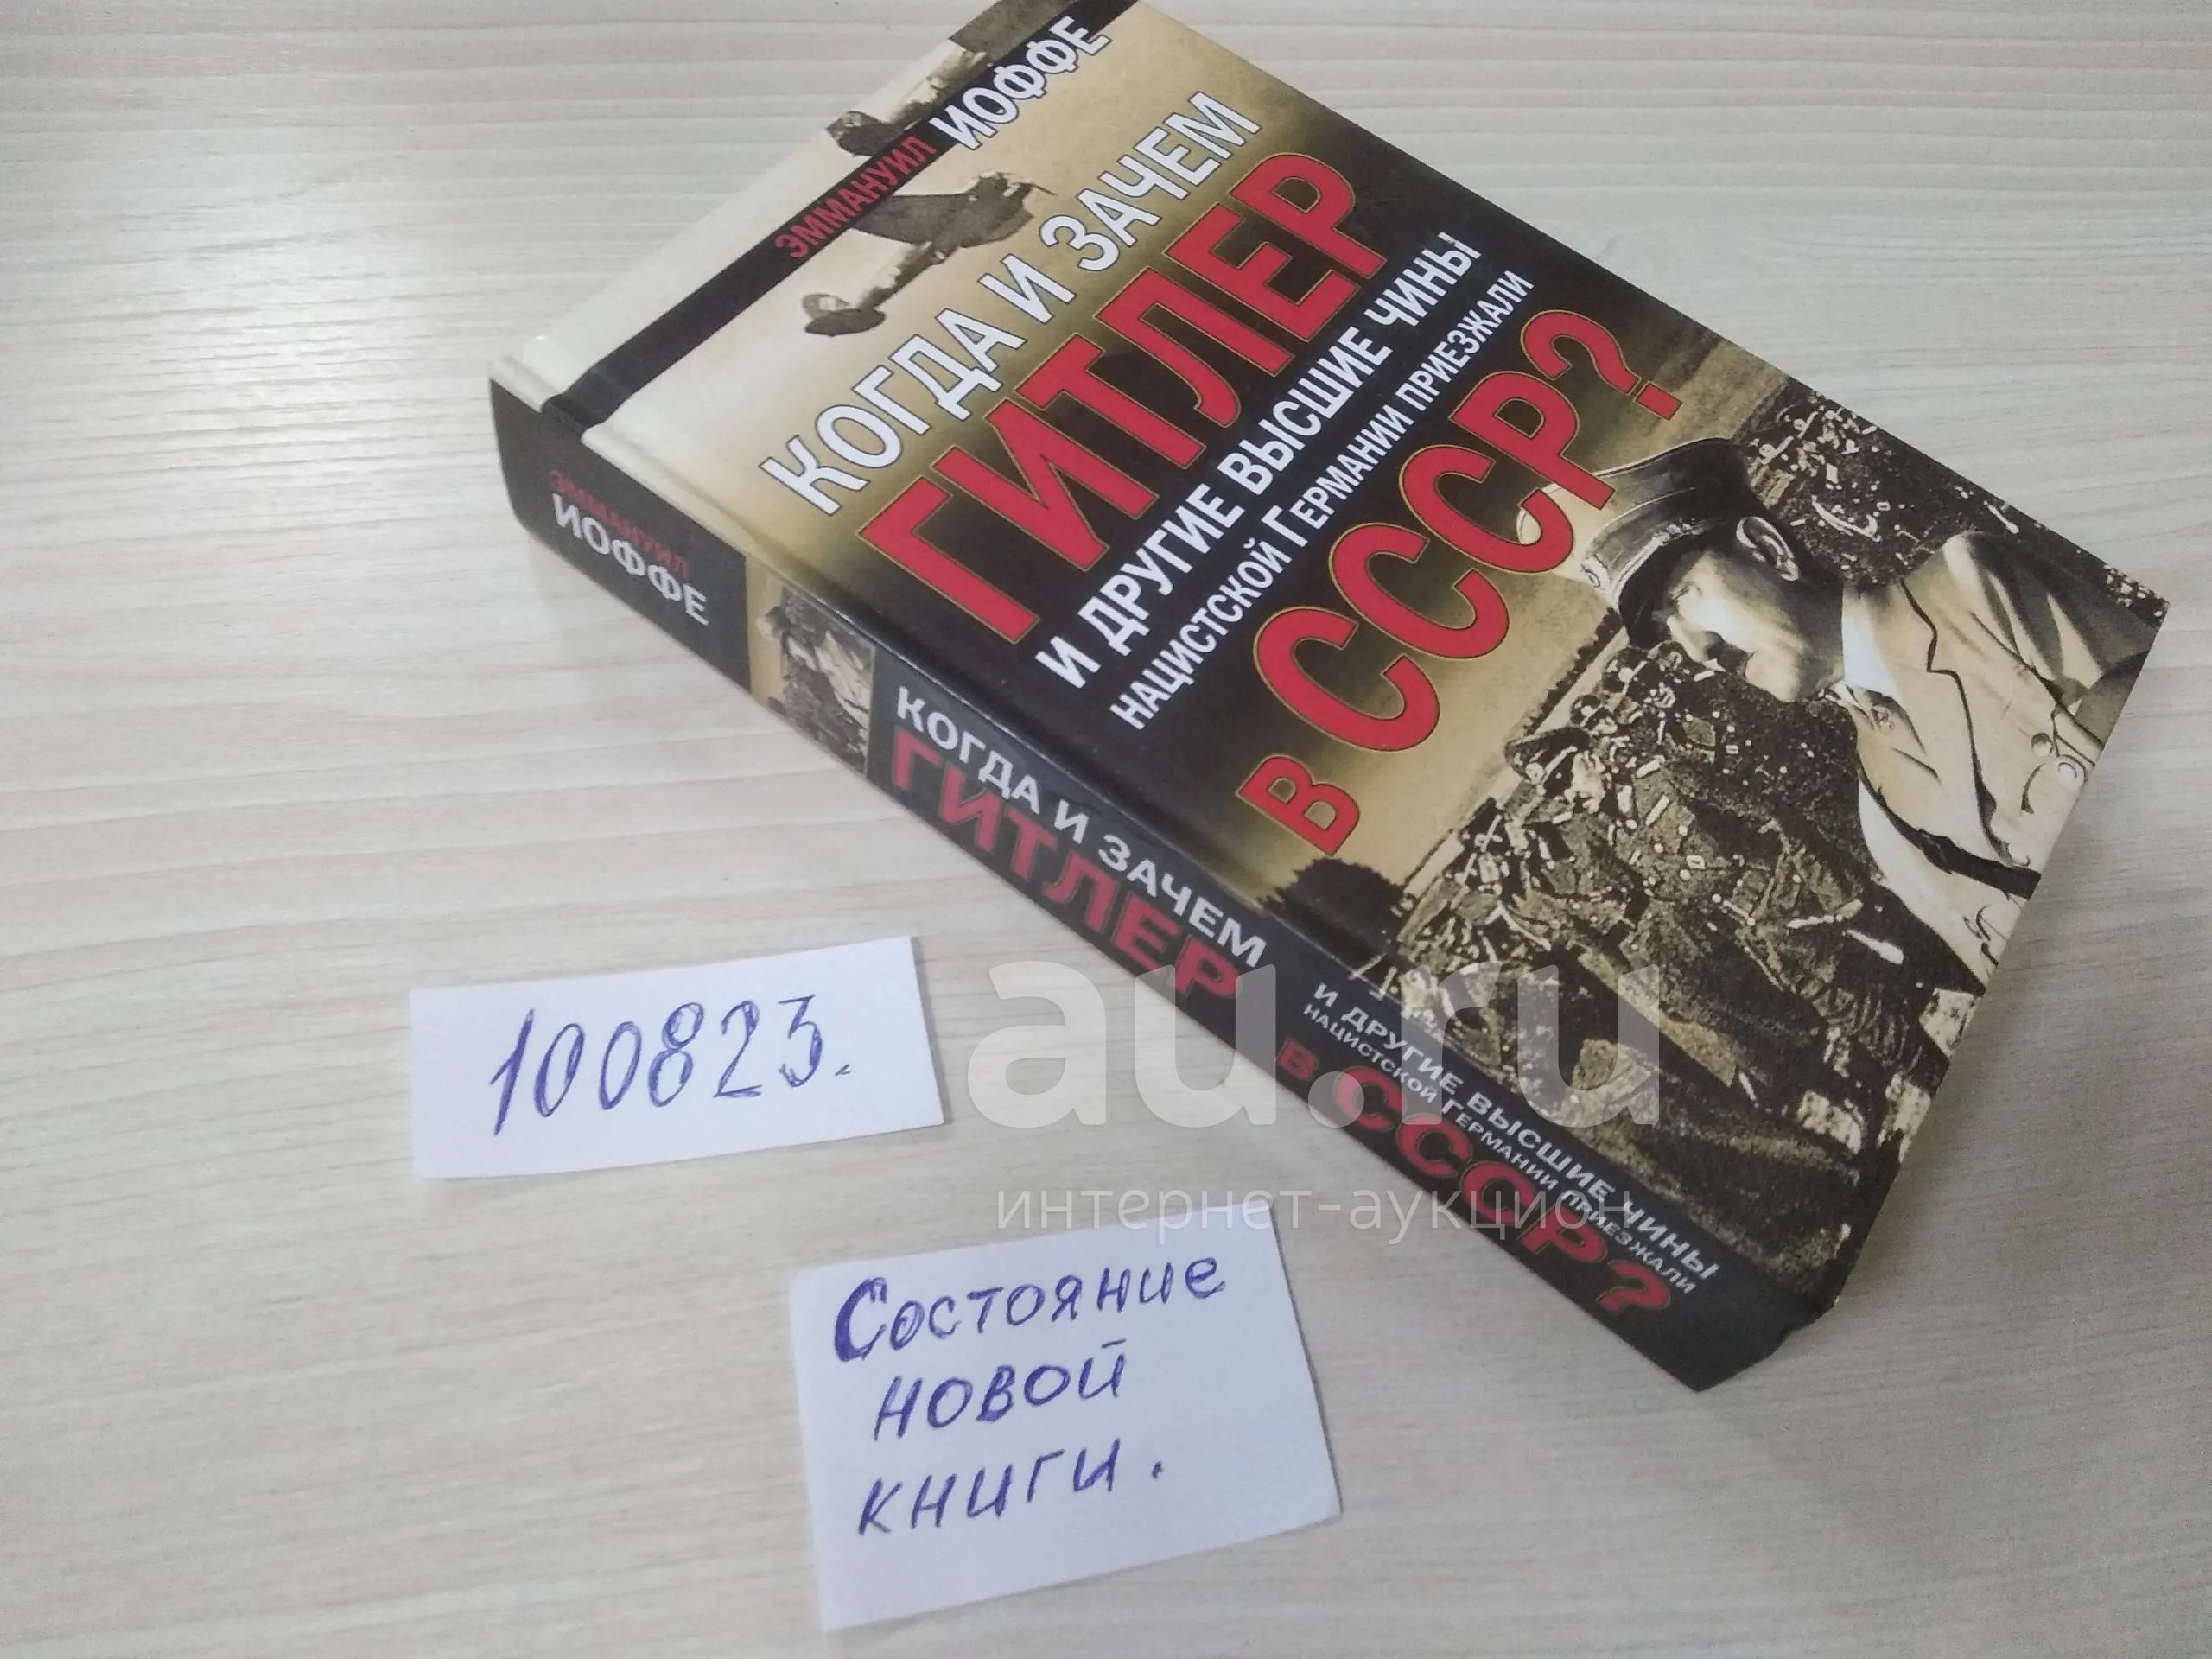 ЭММАНУИЛ ИОФФЕ
КОГДА И ЗАЧЕМ
ГИТЛЕР
И ДРУГИЕ ВЫСШИЕ ЧИНЫ
НАЦИСТСКОЙ ГЕРМАНИИ ПРИЕЗЖАЛИ
В СССР?
ЭММАНУИЛ
ИОФФЕ
КОГДА И ЗАЧЕМ
ГИТЛЕР
И ДРУГИЕ ВЫСШИЕ ЧИНЫ
НАЦИСТСКОЙ ГЕРМАНИИ ПРИЕЗЖАЛИ
В СССР?
100823.
au.ru
интернет-аукцион
Состояние
новой
книги.